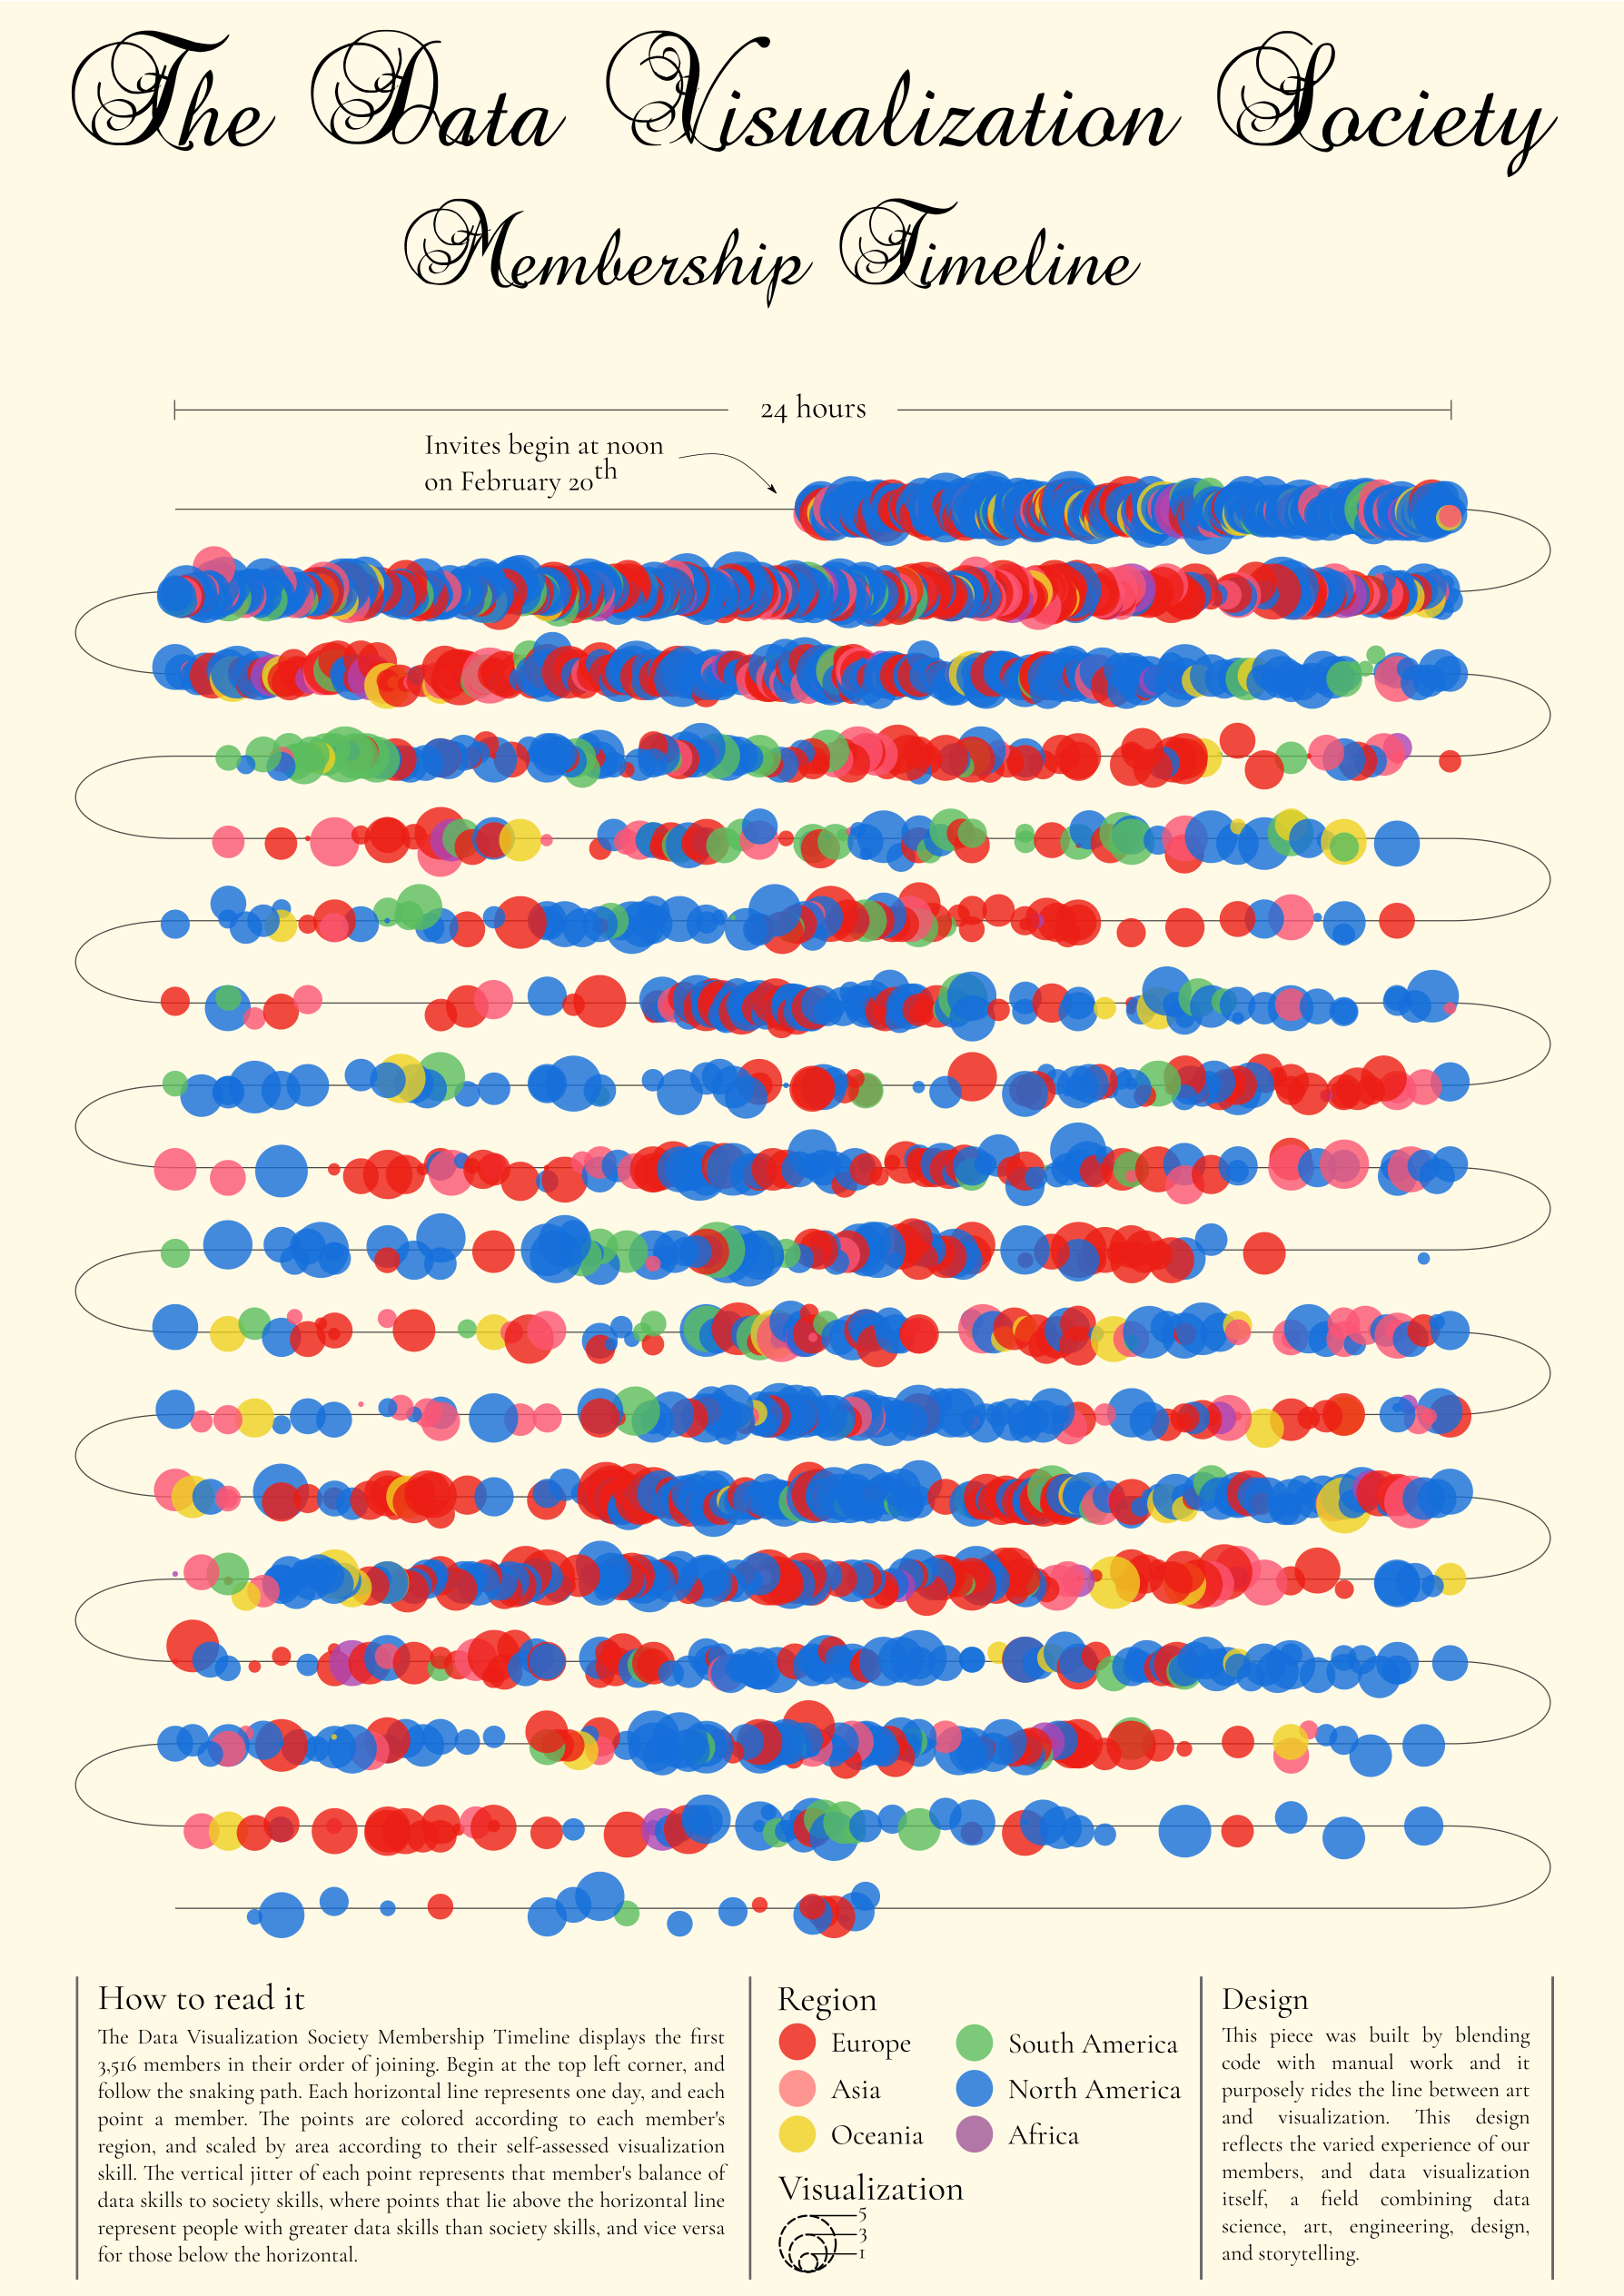 The Data Visualization Society
Membership Timeline
24 hours
Invites begin at noon
on February 20th
How to read it
The Data Visualization Society Membership Timeline displays the first
3,516 members in their order of joining. Begin at the top left corner, and
follow the snaking path. Each horizontal line represents one day, and each
point a member. The points are colored according to each member's
region, and scaled by area according to their self-assessed visualization
skill. The vertical jitter of each point represents that member's balance of
data skills to society skills, where points that lie above the horizontal line
represent people with greater data skills than society skills, and vice versa
for those below the horizontal.
Region
Europe
South America
Asia
North America
Oceania
Africa
Visualization
5
3
1
Design
This piece was built by blending
code with manual work and it
purposely rides the line between art
and visualization. This design
reflects the varied experience of our
members, and data visualization
itself, a field combining data
science, art, engineering, design,
and storytelling.